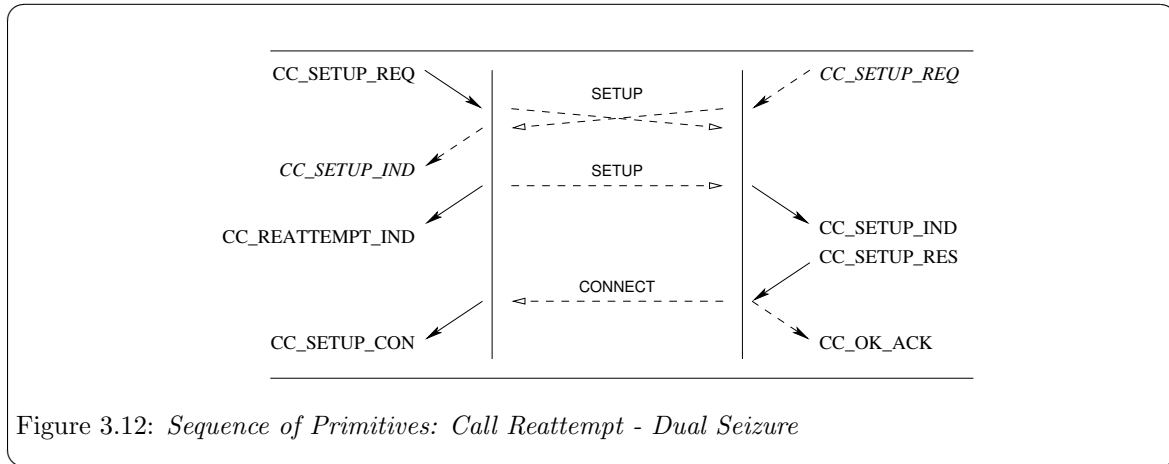 CC_SETUP_REQ CC_SETUP_REQ
SETUP
CC_SETUP_IND
SETUP
CC_REATTEMPT_IND CC_SETUP_IND
CC_SETUP_RES
CONNECT
CC_SETUP_CON CC_OK_ACK
Figure 3.12: Sequence of Primitives: Call Reattempt - Dual Seizure